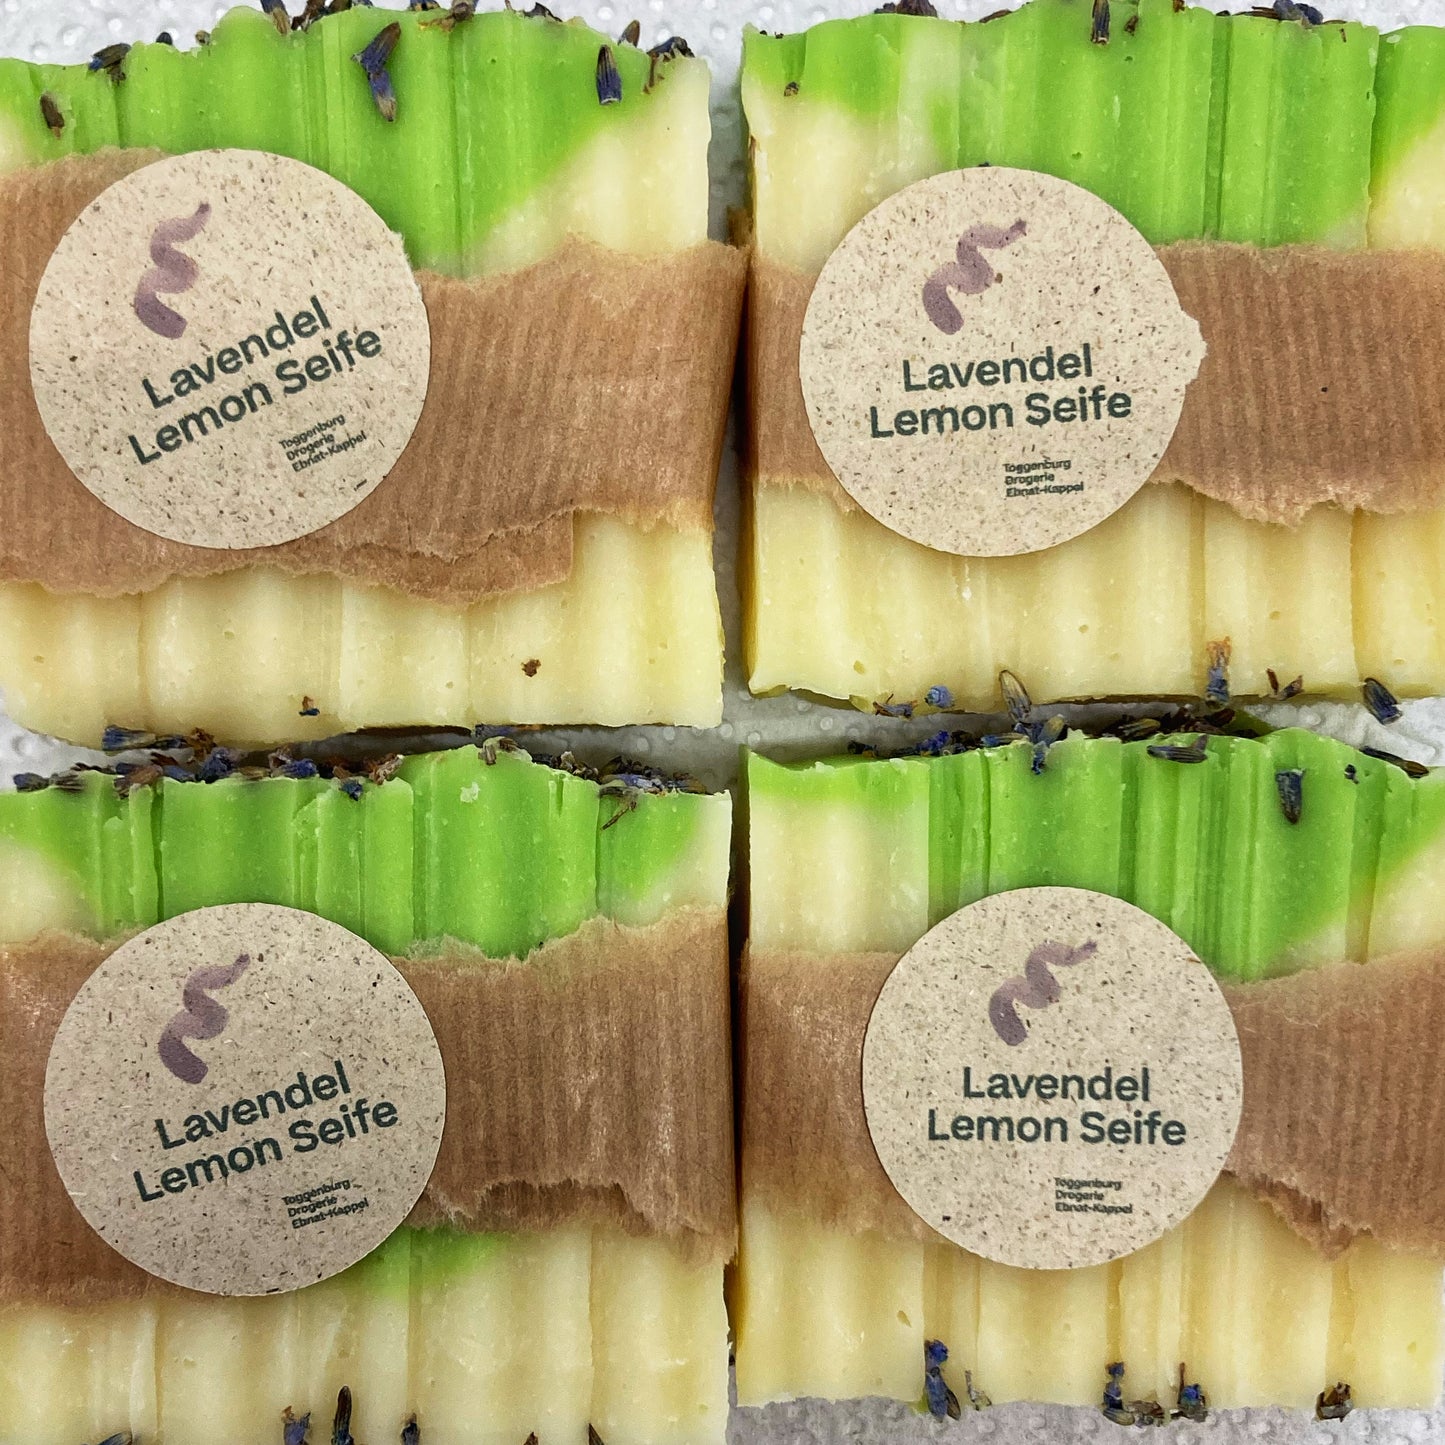 Lavendel
Lemon Seife
Toggenburg
Drogerie
Ebnat-Kappel
Lavendel
Lemon Seife
Toggenburg
Drogerie
Ebnat-Kappel
Lavendel
Lemon Seife
Toggenburg
Drogerie
Ebnat-Kappel
Lavendel
Lemon Seife
Toggenburg
Drogerie
Ebnat-Kappel